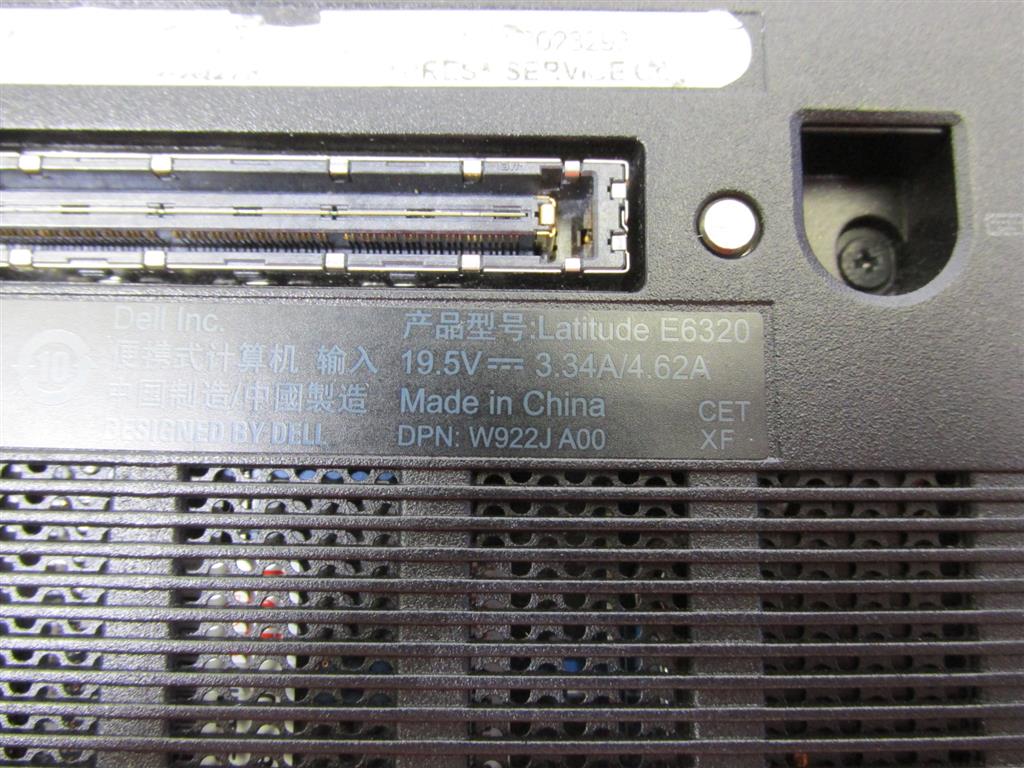 SERVICE
Dell Inc. 产品型号:Latitude E6320
10 便携式计算机 输入 19.5V 3.34A/4.62A
中国制造/中國製造 Made in China CET
DESIGNED BY DELL DPN: W922J A00 XF